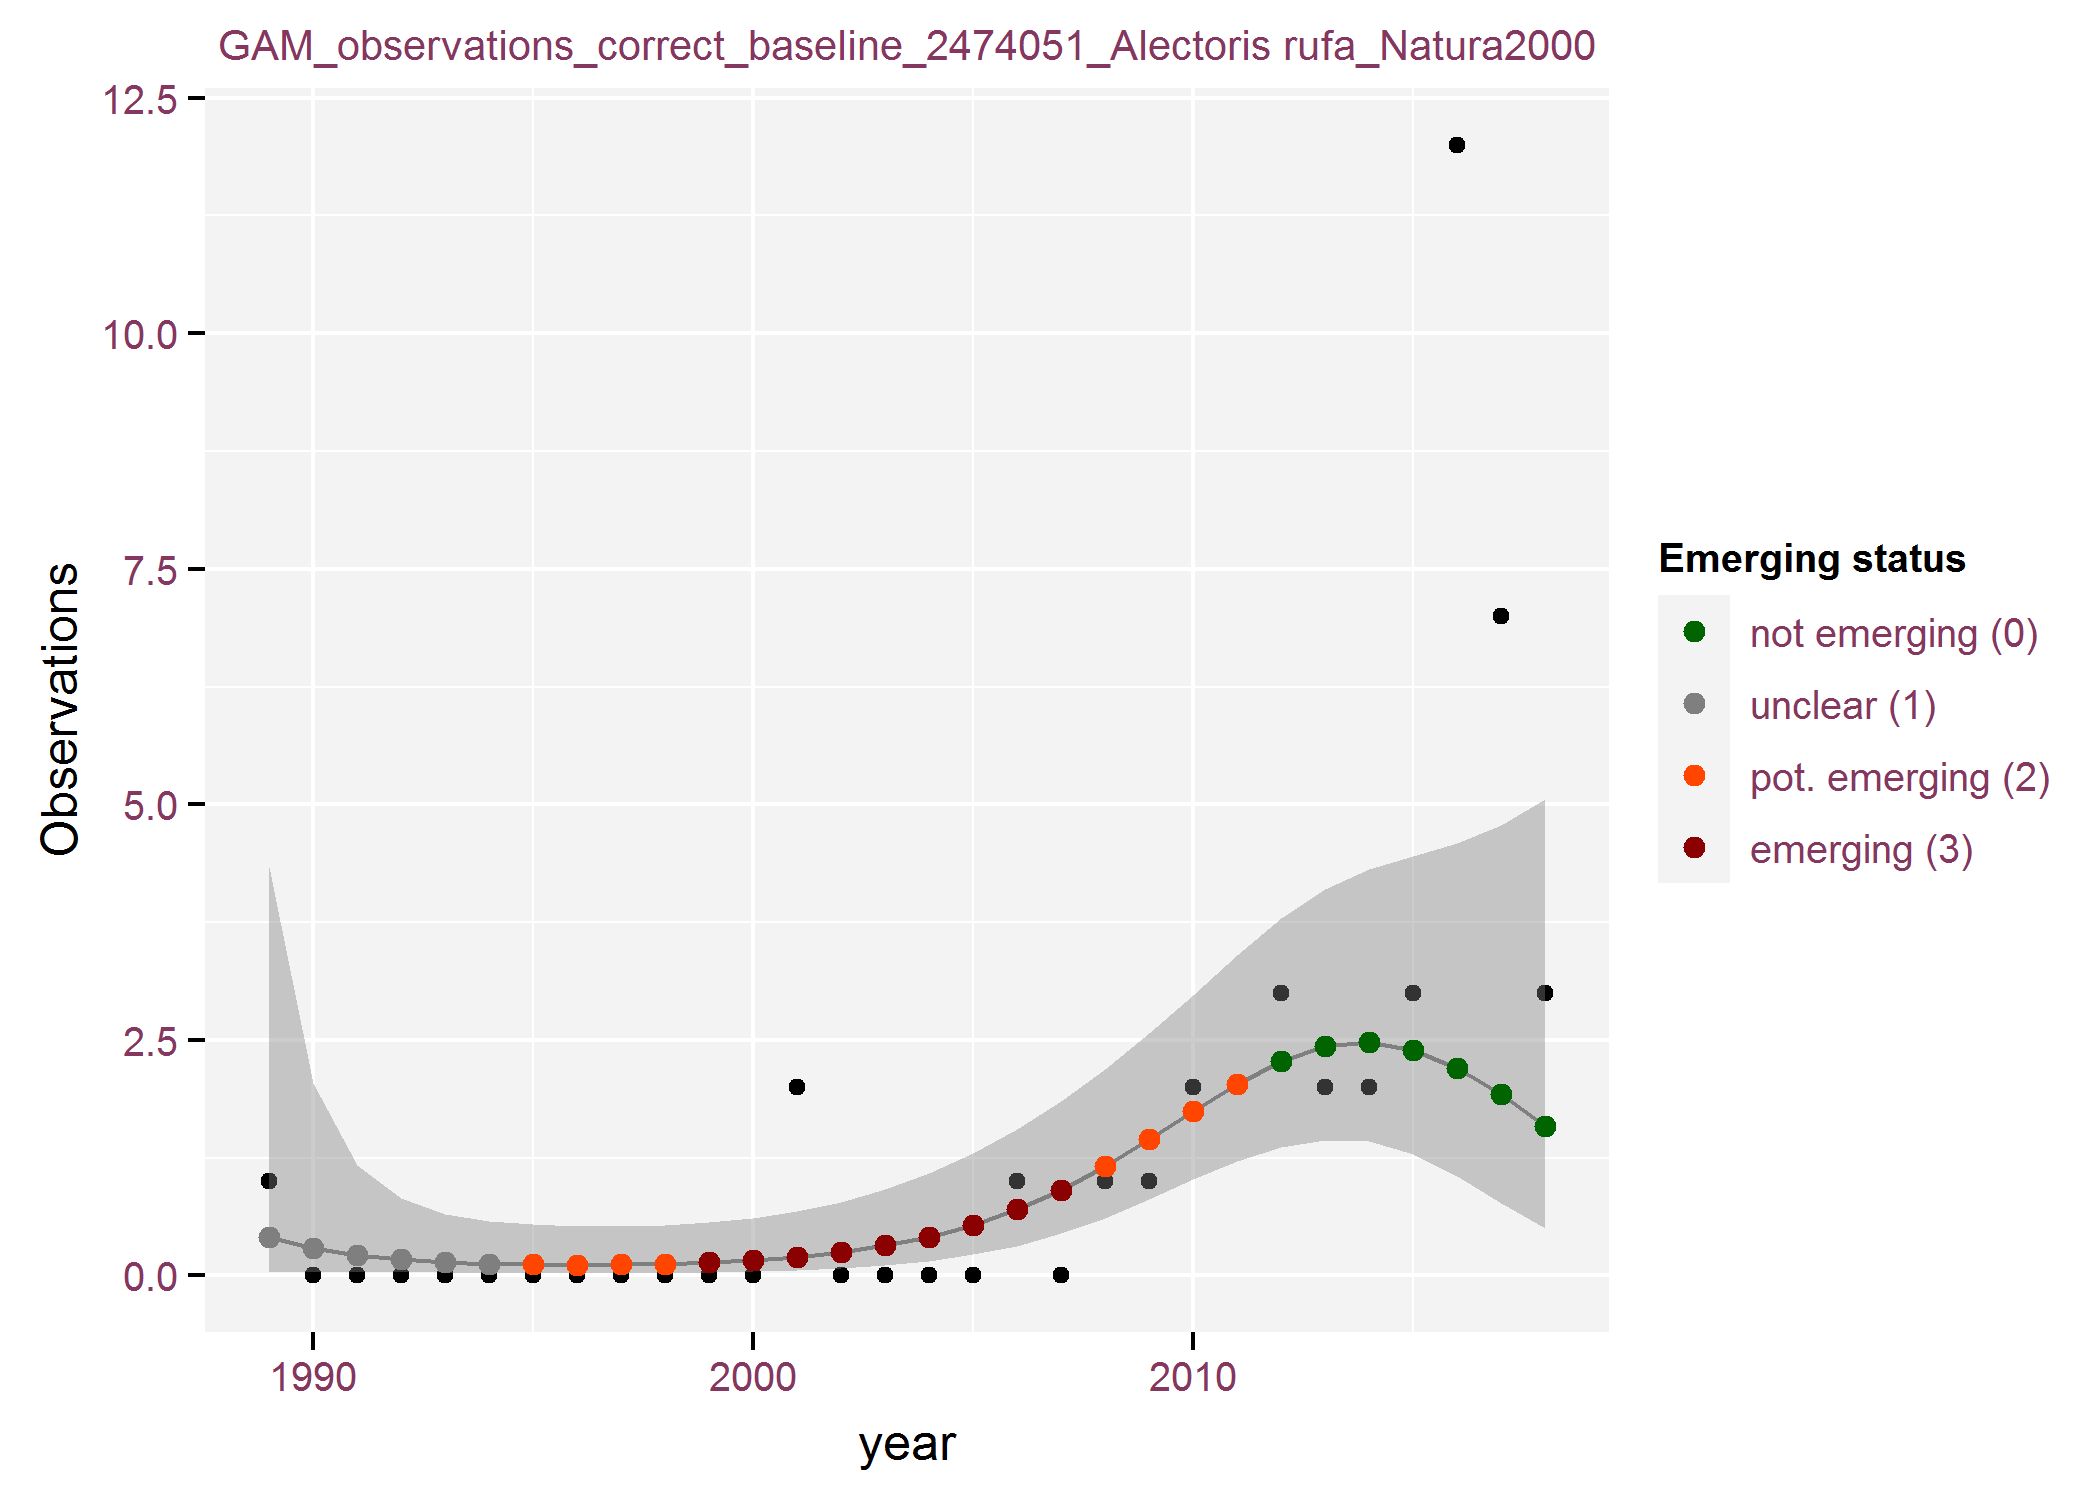 GAM_observations_correct_baseline_2474051_Alectoris rufa_Natura2000
12.5
10.0
7.5
5.0
2.5
0.0
Observations
1990 2000 2010
year
Emerging status
not emerging (0)
unclear (1)
pot. emerging (2)
emerging (3)